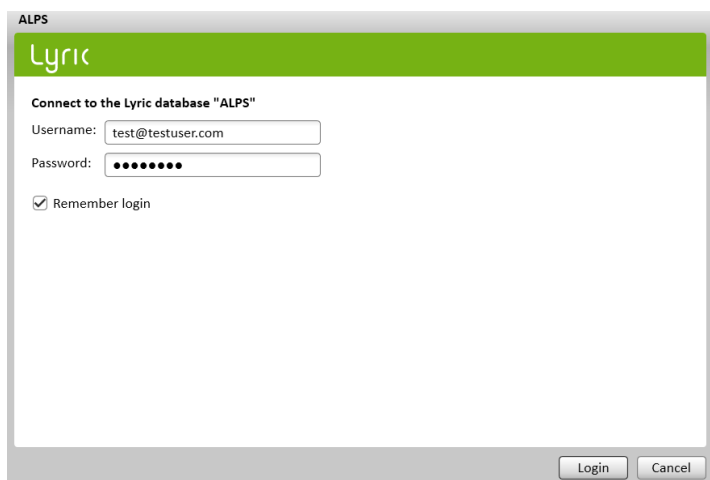 ALPS
Lyric
Connect to the Lyric database "ALPS"
Username: test@testuser.com
Password: ●●●●●●●●
Remember login
Login Cancel